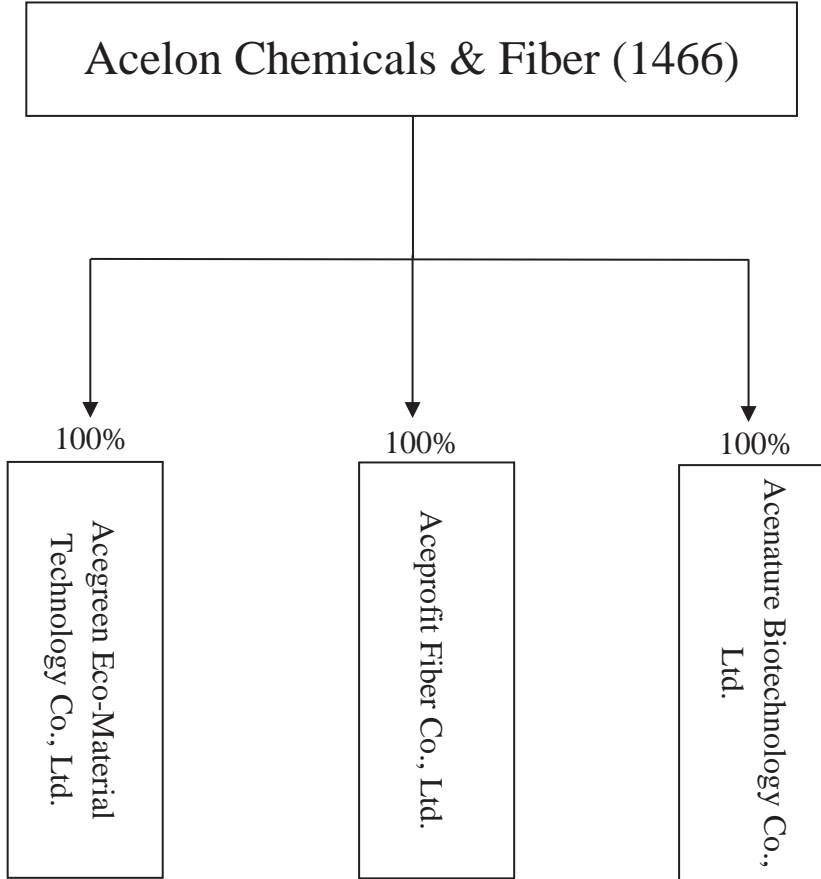 Acelon Chemicals & Fiber (1466)
100%
100%
100%
Acegreen Eco-Material
Technology Co., Ltd.
Aceprofit Fiber Co., Ltd.
Acenature Biotechnology Co.,
Ltd.